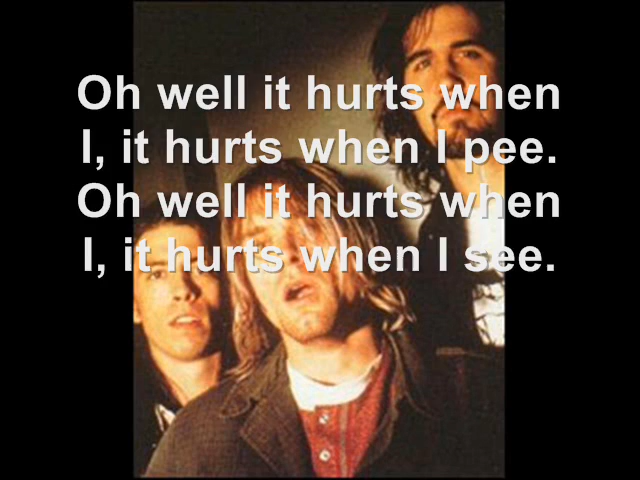 Oh well it hurts when
I, it hurts when I pee.
Oh well it hurts when
I, it hurts when I see.